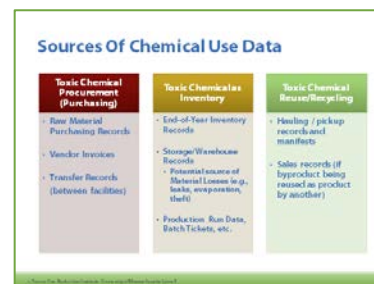 Sources Of Chemical Use Data
Toxic Chemical
Procurement
(Purchasing)
• Raw Material
Purchasing Records
• Vendor Invoices
• Transfer Records
(between facilities)
Toxic Chemical as
Inventory
• End-of-Year Inventory
Records
• Storage/Warehouse
Records
• Potential source of
Material Losses (e.g.,
leaks, evaporation,
theft)
• Production Run Data,
Batch Tickets, etc.
Toxic Chemical
Reuse/Recycling
• Hauling / pickup
records and
manifests
• Sales records (if
byproduct being
reused as product
by another)